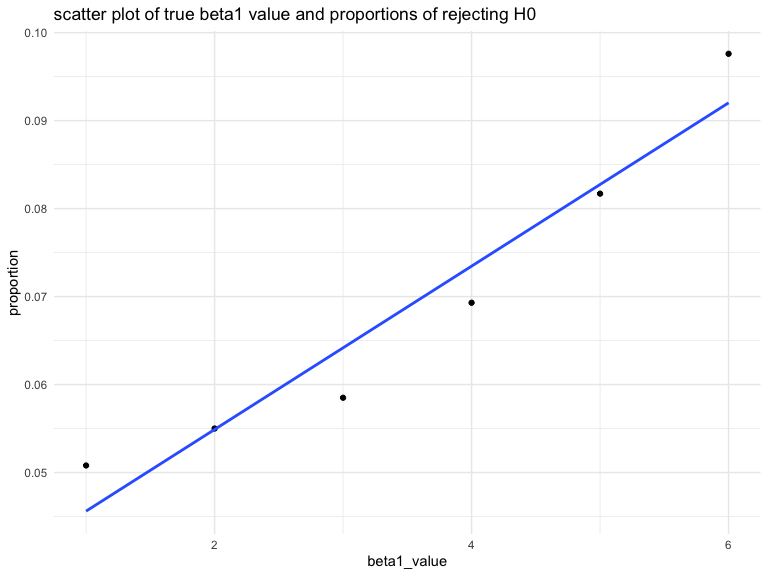 scatter plot of true beta1 value and proportions of rejecting H0
0.10
0.09
0.08
0.07
0.06
0.05
proportion
2 4 6
beta1_value